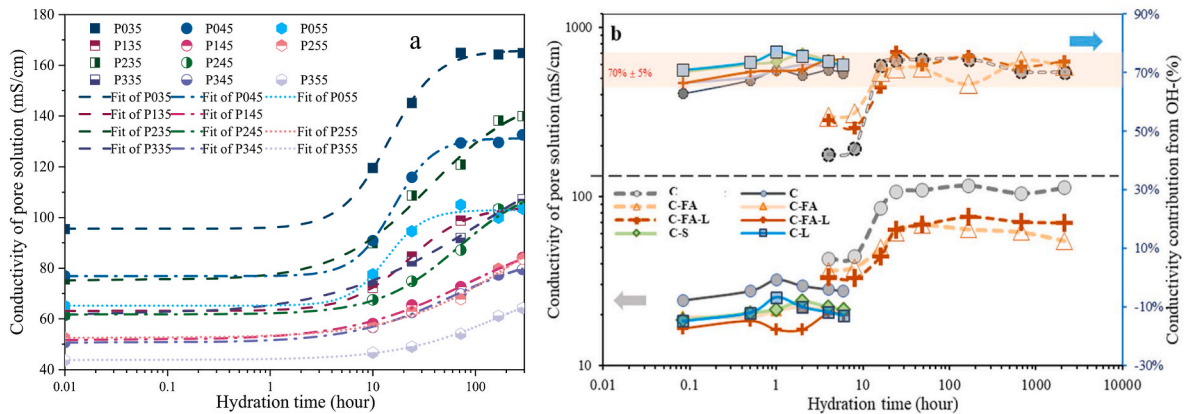 a
P035 P045 P055
P135 P145 P255
P235 P245
P335 P345 P355
Fit of P035 Fit of P045 Fit of P055
Fit of P135 Fit of P145
Fit of P235 Fit of P245 Fit of P255
Fit of P335 Fit of P345 Fit of P355
180
160
140
120
100
80
60
40
Conductivity of pore solution (mS/cm)
0.01 0.1 1 10 100
Hydration time (hour)
b
70% ± 5%
C C
C-FA C-FA
C-FA-L C-FA-L
C-S C-L
1000
100
10
Conductivity of pore solution (mS/cm)
90%
70%
50%
30%
10%
-10%
-30%
Conductivity contribution from OH-(%)
0.01 0.1 1 10 100 1000 10000
Hydration time (hour)